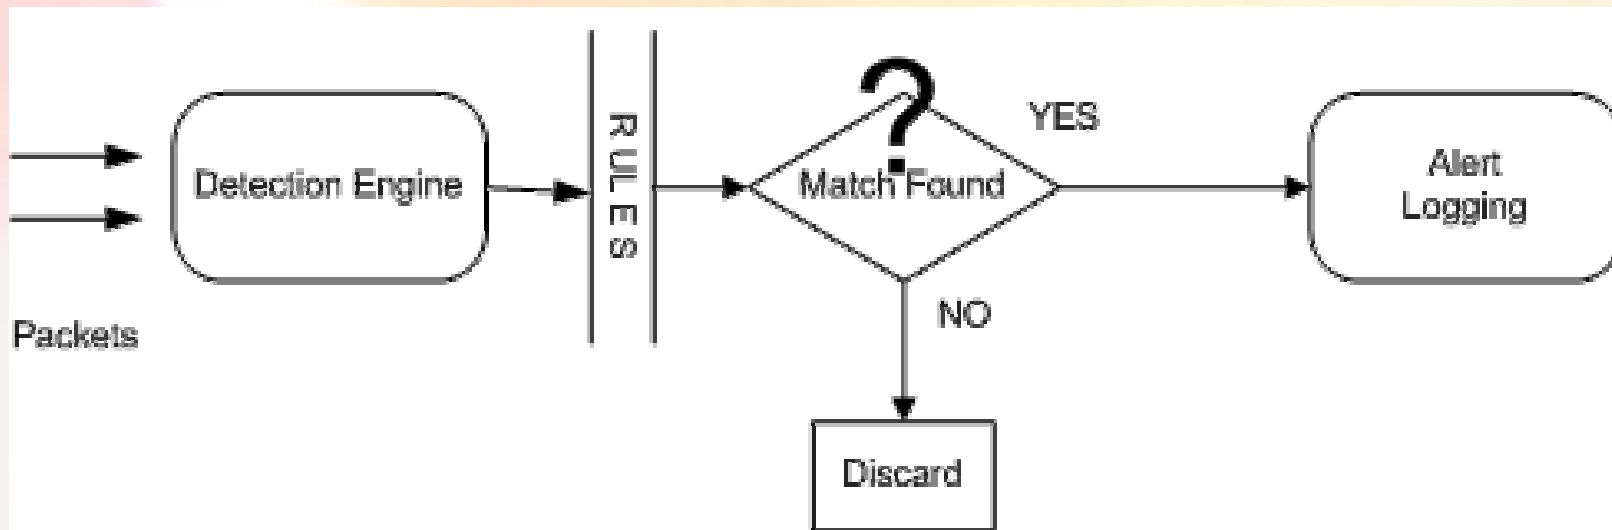 Packets
Detection Engine
RULES
?
Match Found
YES
NO
Discard
Alert
Logging